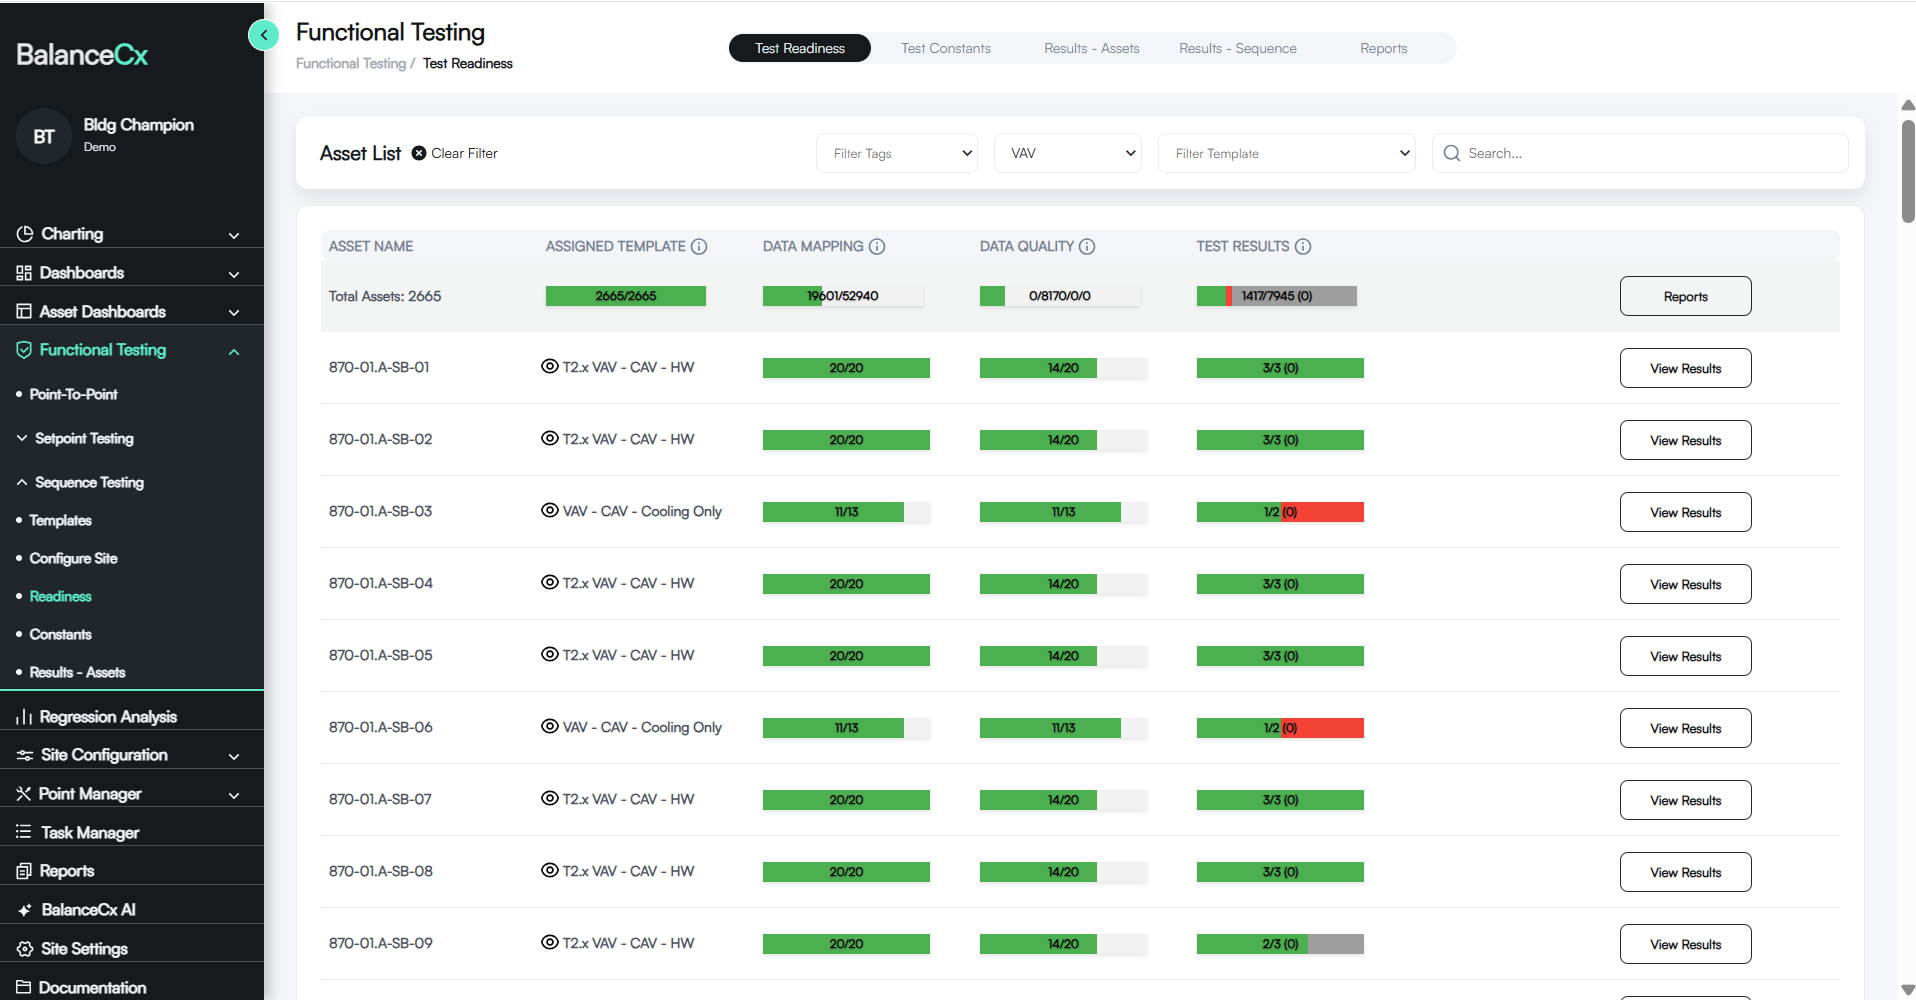 BalanceCx
BT
Bldg Champion
Demo
Charting
Dashboards
Asset Dashboards
Functional Testing
Point-To-Point
Setpoint Testing
Sequence Testing
Templates
Configure Site
Readiness
Constants
Results - Assets
Regression Analysis
Site Configuration
Point Manager
Task Manager
Reports
BalanceCx AI
Site Settings
Documentation
Functional Testing
Functional Testing / Test Readiness
Test Readiness Test Constants Results - Assets Results - Sequence Reports
Asset List Clear Filter Filter Tags VAV Filter Template Search...
ASSET NAME ASSIGNED TEMPLATE DATA MAPPING DATA QUALITY TEST RESULTS
Total Assets: 2665 2665/2665 19601/52940 0/8170/0/0 1417/7945 (0) Reports
870-01.A-SB-01 T2.x VAV - CAV - HW 20/20 14/20 3/3 (0) View Results
870-01.A-SB-02 T2.x VAV - CAV - HW 20/20 14/20 3/3 (0) View Results
870-01.A-SB-03 VAV - CAV - Cooling Only 11/13 11/13 1/2 (0) View Results
870-01.A-SB-04 T2.x VAV - CAV - HW 20/20 14/20 3/3 (0) View Results
870-01.A-SB-05 T2.x VAV - CAV - HW 20/20 14/20 3/3 (0) View Results
870-01.A-SB-06 VAV - CAV - Cooling Only 11/13 11/13 1/2 (0) View Results
870-01.A-SB-07 T2.x VAV - CAV - HW 20/20 14/20 3/3 (0) View Results
870-01.A-SB-08 T2.x VAV - CAV - HW 20/20 14/20 3/3 (0) View Results
870-01.A-SB-09 T2.x VAV - CAV - HW 20/20 14/20 2/3 (0) View Results